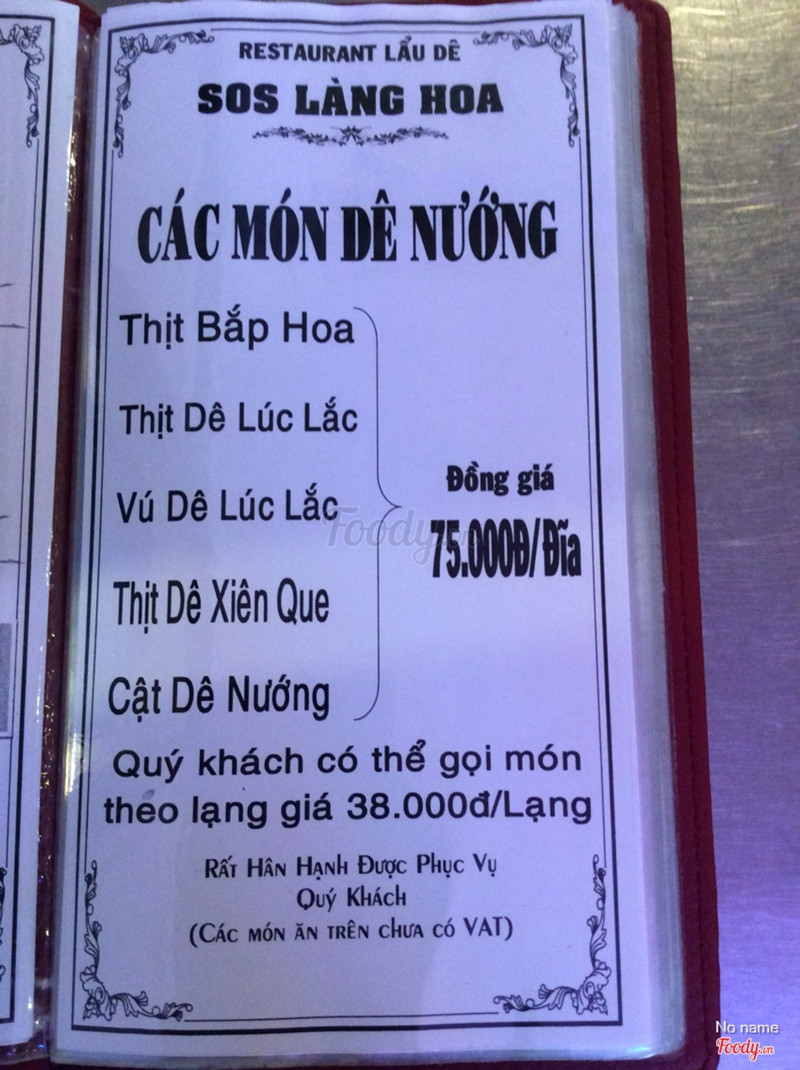 RESTAURANT LẨU DÊ
SOS LÀNG HOA
CÁC MÓN DÊ NƯỚNG
Thịt Bắp Hoa
Thịt Dê Lúc Lắc
Vú Dê Lúc Lắc
Thịt Dê Xiên Que
Cật Dê Nướng
Đồng giá
75.000Đ/Đĩa
Quý khách có thể gọi món
theo lạng giá 38.000đ/Lạng
RẤT HÂN HẠNH ĐƯỢC PHỤC VỤ
QUÝ KHÁCH
(CÁC MÓN ĂN TRÊN CHƯA CÓ VAT)
Foody.vn
No name
Foody.vn